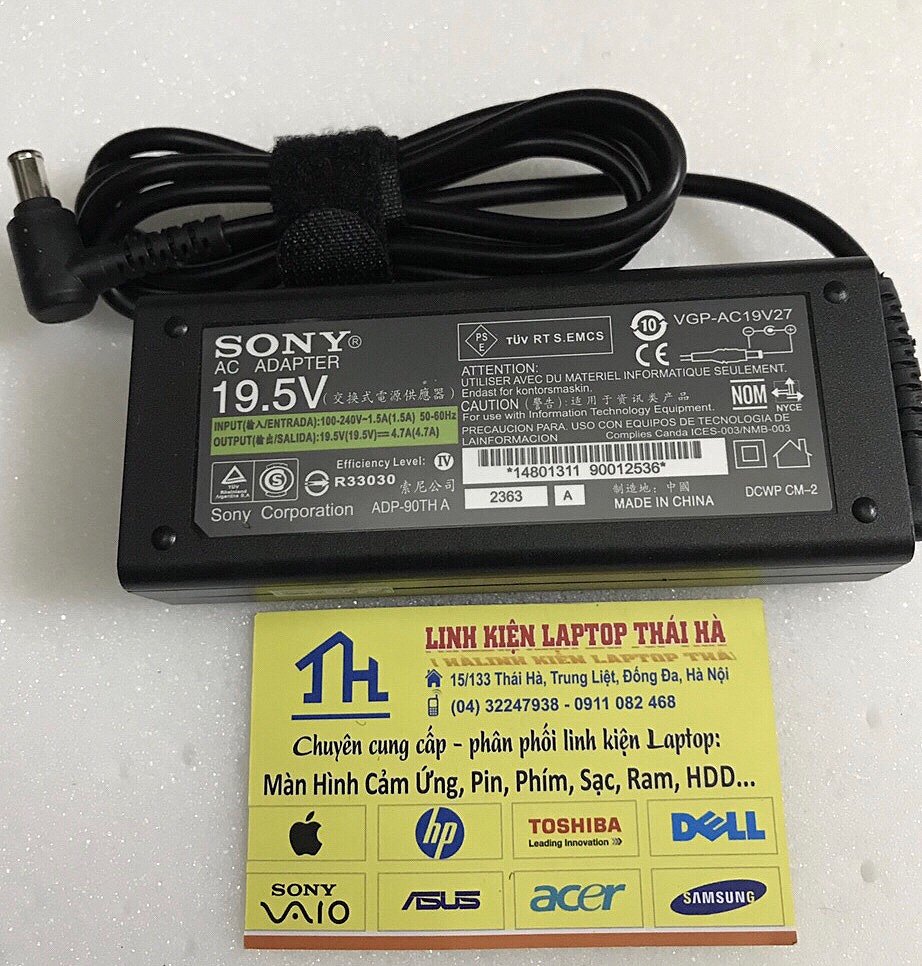 SONY®
AC ADAPTER
19.5V(交換式電源供應器)
INPUT(輸入/ENTRADA):100-240V~1.5A(1.5A) 50-60Hz
OUTPUT(輸出/SALIDA):19.5V(19.5V)⎓4.7A(4.7A)
Efficiency Level: IV
TÜV
Rheinland
Argentina S.A
S
R33030 索尼公司
Sony Corporation ADP-90TH A
PS
E
TÜV RT S.EMCS
10
VGP-AC19V27
CE
ATTENTION:
UTILISER AVEC DU MATERIEL INFORMATIQUE SEULEMENT.
Endast for kontorsmaskin.
CAUTION (警告): 适用于资讯类产品
For use with Information Technology Equipment.
PRECAUCION PARA. USO CON EQUIPOS DE TECNOLOGIA DE
LAINFORMACION Complies Canda ICES-003/NMB-003
NOM
NYCE
*14801311 90012536*
2363 A
制造地: 中國
MADE IN CHINA
DCWP CM-2
TH
LINH KIỆN LAPTOP THÁI HÀ
15/133 Thái Hà, Trung Liệt, Đống Đa, Hà Nội
(04) 32247938 - 0911 082 468
Chuyên cung cấp - phân phối linh kiện Laptop:
Màn Hình Cảm Ứng, Pin, Phím, Sạc, Ram, HDD...
hp
TOSHIBA
Leading Innovation >>>
DELL
SONY
VAIO
ASUS
acer
SAMSUNG